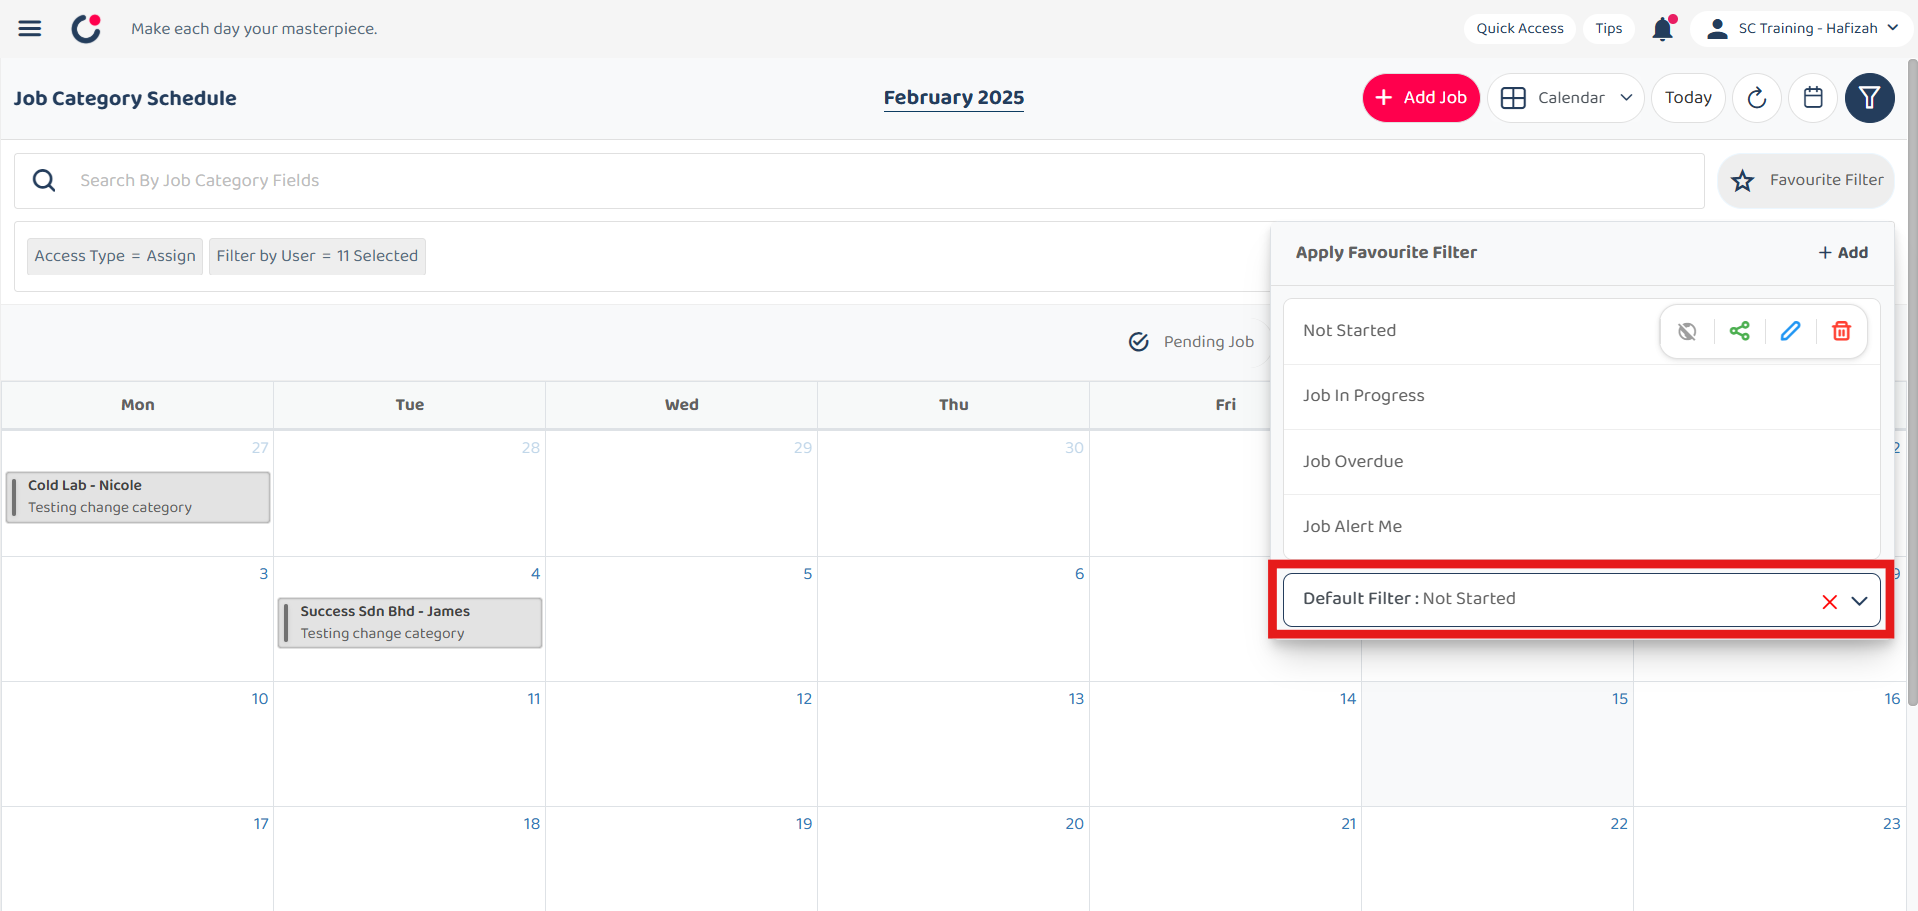 Make each day your masterpiece.
Quick Access
Tips
SC Training - Hafizah
Job Category Schedule
February 2025
+ Add Job
Calendar
Today
Search By Job Category Fields
Favourite Filter
Access Type = Assign
Filter by User = 11 Selected
Apply Favourite Filter
+ Add
Not Started
Pending Job
Job In Progress
Job Overdue
Job Alert Me
Default Filter : Not Started
Mon Tue Wed Thu Fri
27 28 29 30 2
Cold Lab - Nicole
Testing change category
3 4 5 6 9
Success Sdn Bhd - James
Testing change category
10 11 12 13 14 15 16
17 18 19 20 21 22 23